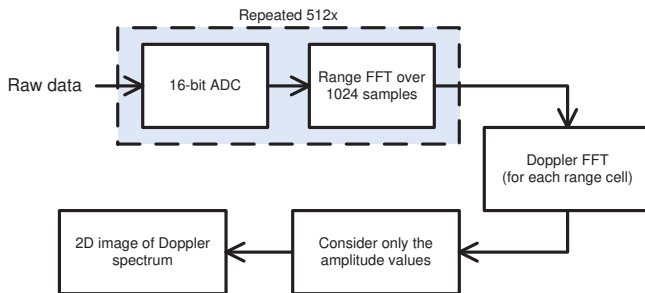 Repeated 512x
Raw data
16-bit ADC
Range FFT over
1024 samples
Doppler FFT
(for each range cell)
2D image of Doppler
spectrum
Consider only the
amplitude values